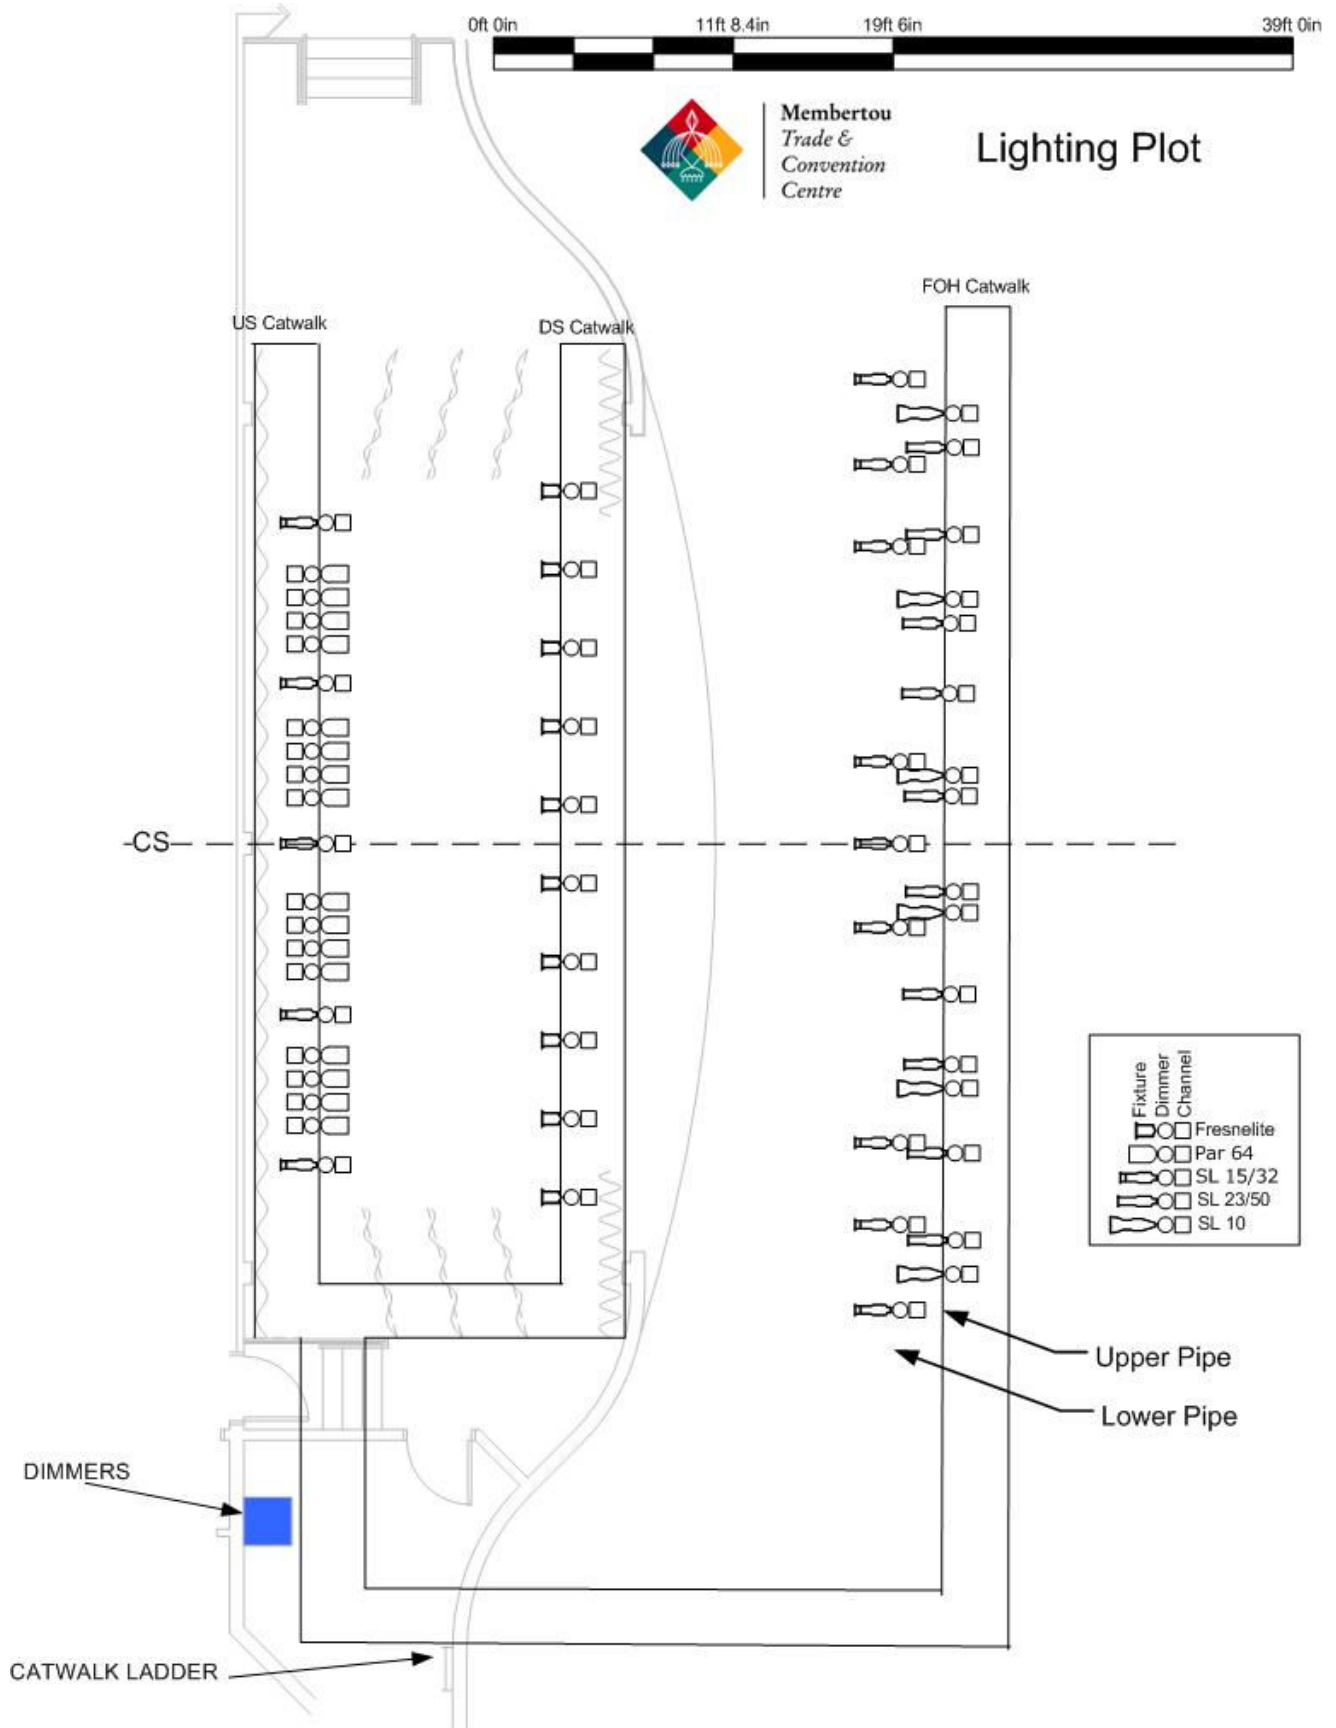 0ft 0in 11ft 8.4in 19ft 6in 39ft 0in
Membertou
Trade &
Convention
Centre
Lighting Plot
FOH Catwalk
US Catwalk
DS Catwalk
-CS
Fixture
Dimmer
Channel
Fresnelite
Par 64
SL 15/32
SL 23/50
SL 10
Upper Pipe
Lower Pipe
DIMMERS
CATWALK LADDER